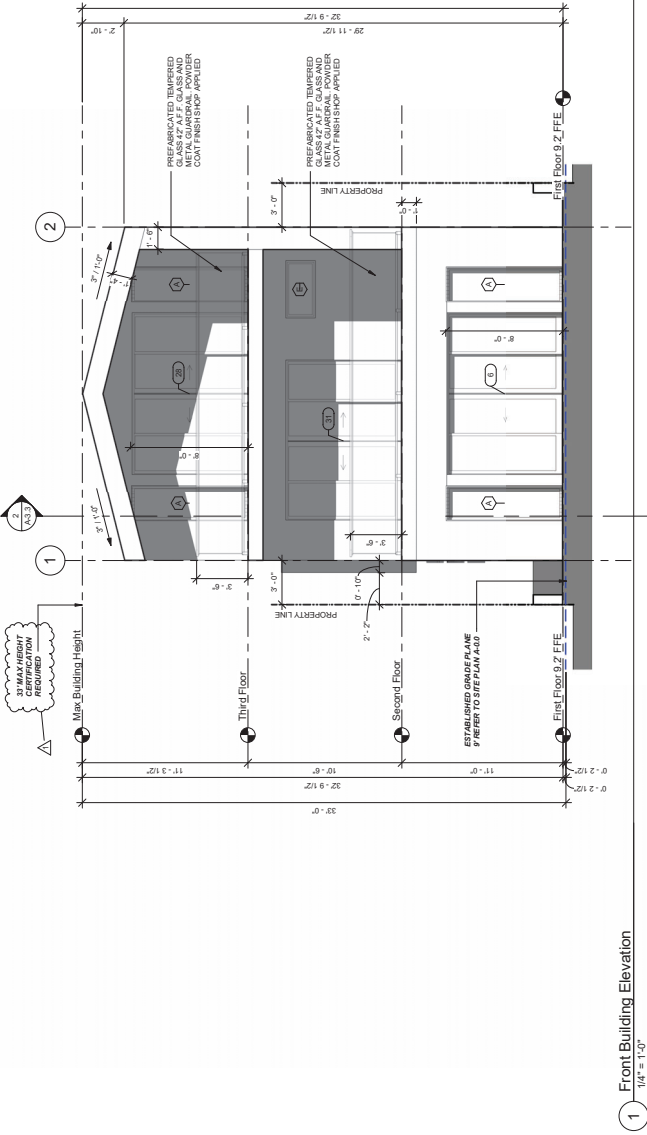 2
A-3.3
1
2
33' MAX HEIGHT
CERTIFICATION
REQUIRED
1
Max Building Height
Third Floor
Second Floor
First Floor 9.2' FFE
First Floor 9.2' FFE
11' - 3 1/2"
10' - 6"
11' - 0"
32' - 9 1/2"
33' - 0"
0' - 2 1/2"
0' - 2 1/2"
2' - 10"
29' - 11 1/2"
32' - 9 1/2"
3" / 1'-0"
3" / 1'-0"
1' - 4"
1' - 6"
PREFABRICATED TEMPERED
GLASS 42" A.F.F. GLASS AND
METAL GUARDRAIL. POWDER
COAT FINISH SHOP APPLIED
PREFABRICATED TEMPERED
GLASS 42" A.F.F. GLASS AND
METAL GUARDRAIL. POWDER
COAT FINISH SHOP APPLIED
A
28
A
8' - 0"
3' - 6"
31
3' - 6"
3' - 0"
0' - 10"
2' - 2"
PROPERTY LINE
3' - 0"
PROPERTY LINE
1' - 0"
A
6
A
8' - 0"
ESTABLISHED GRADE PLANE
9' REFER TO SITE PLAN A-0.0
1
Front Building Elevation
1/4" = 1'-0"